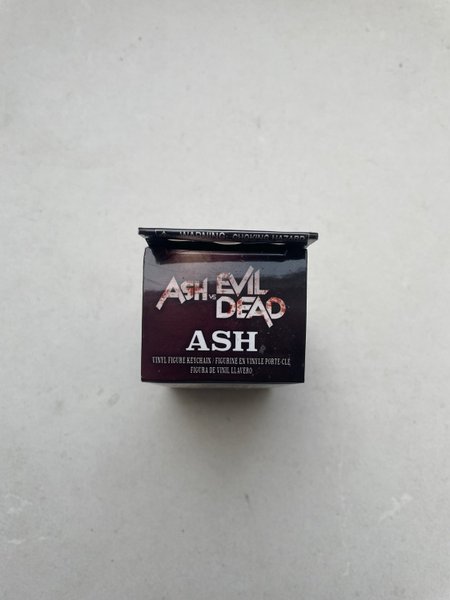 WARNING: CHOKING HAZARD
ASH VS EVIL DEAD
ASH
VINYL FIGURE KEYCHAIN / FIGURINE EN VINYLE PORTE-CLÉ
FIGURA DE VINIL LLAVERO